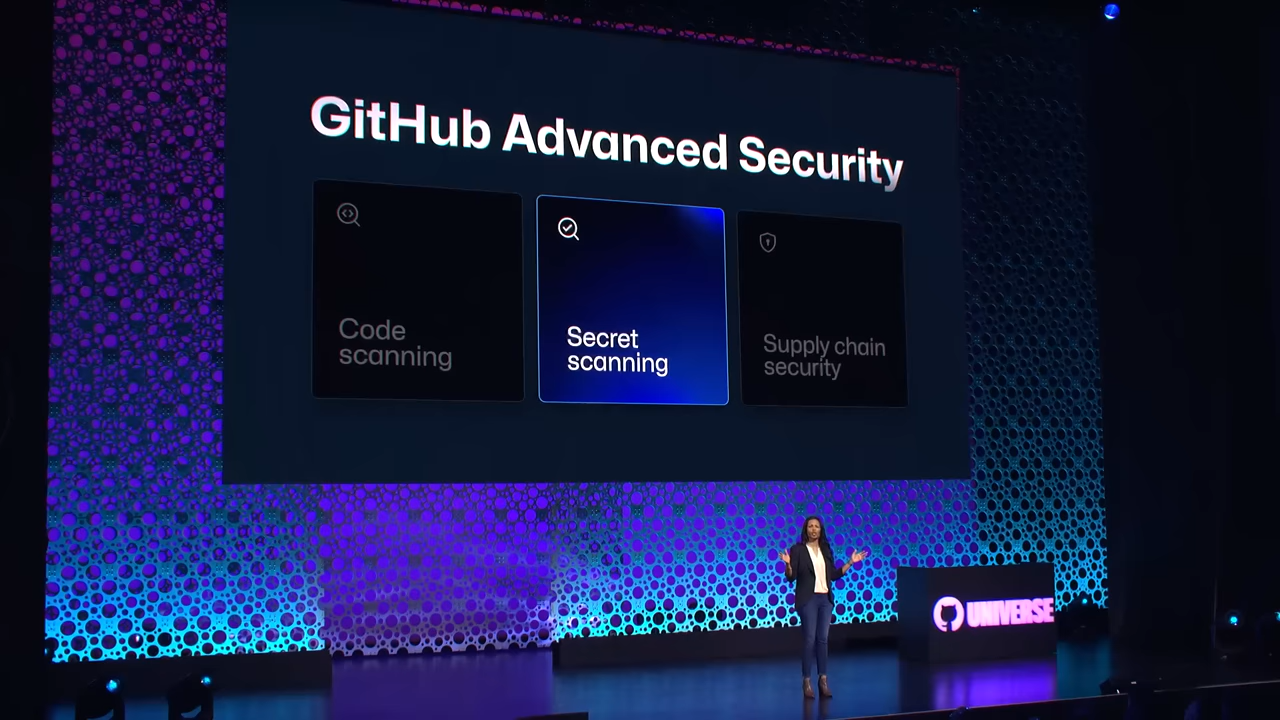 GitHub Advanced Security
Code
scanning
Secret
scanning
Supply chain
security
UNIVERSE